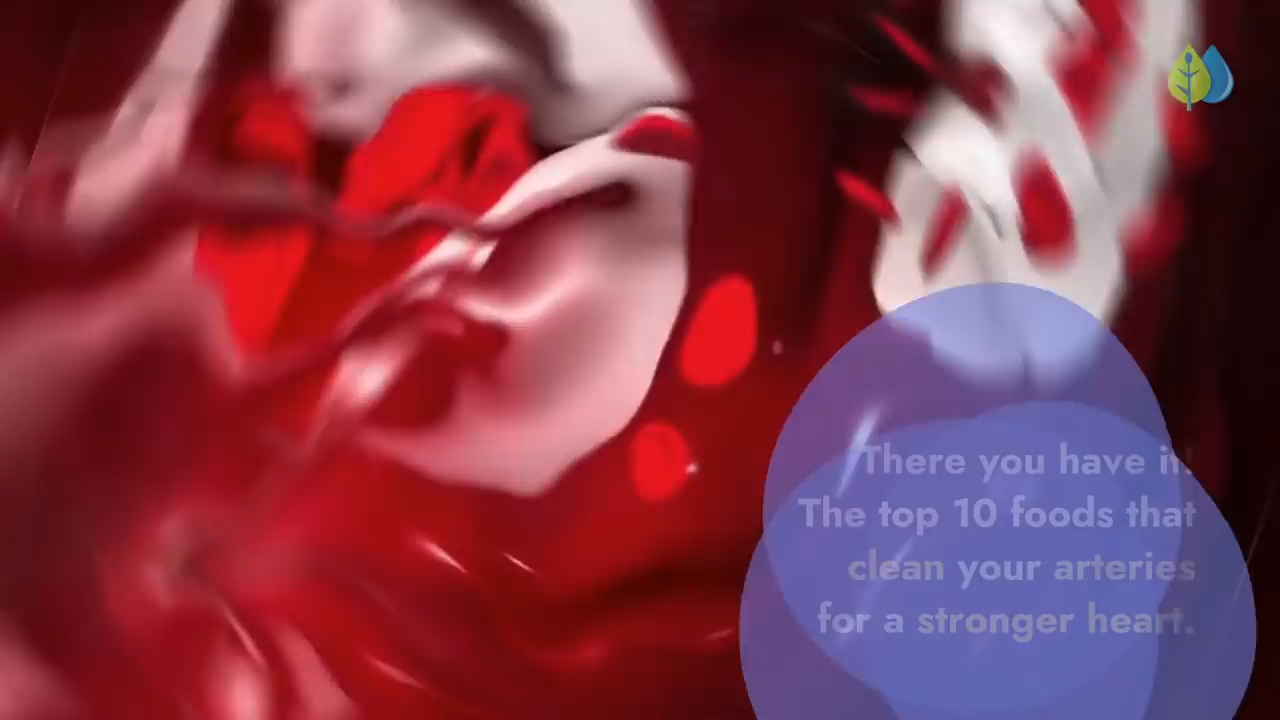 There you have it!
The top 10 foods that
clean your arteries
for a stronger heart.